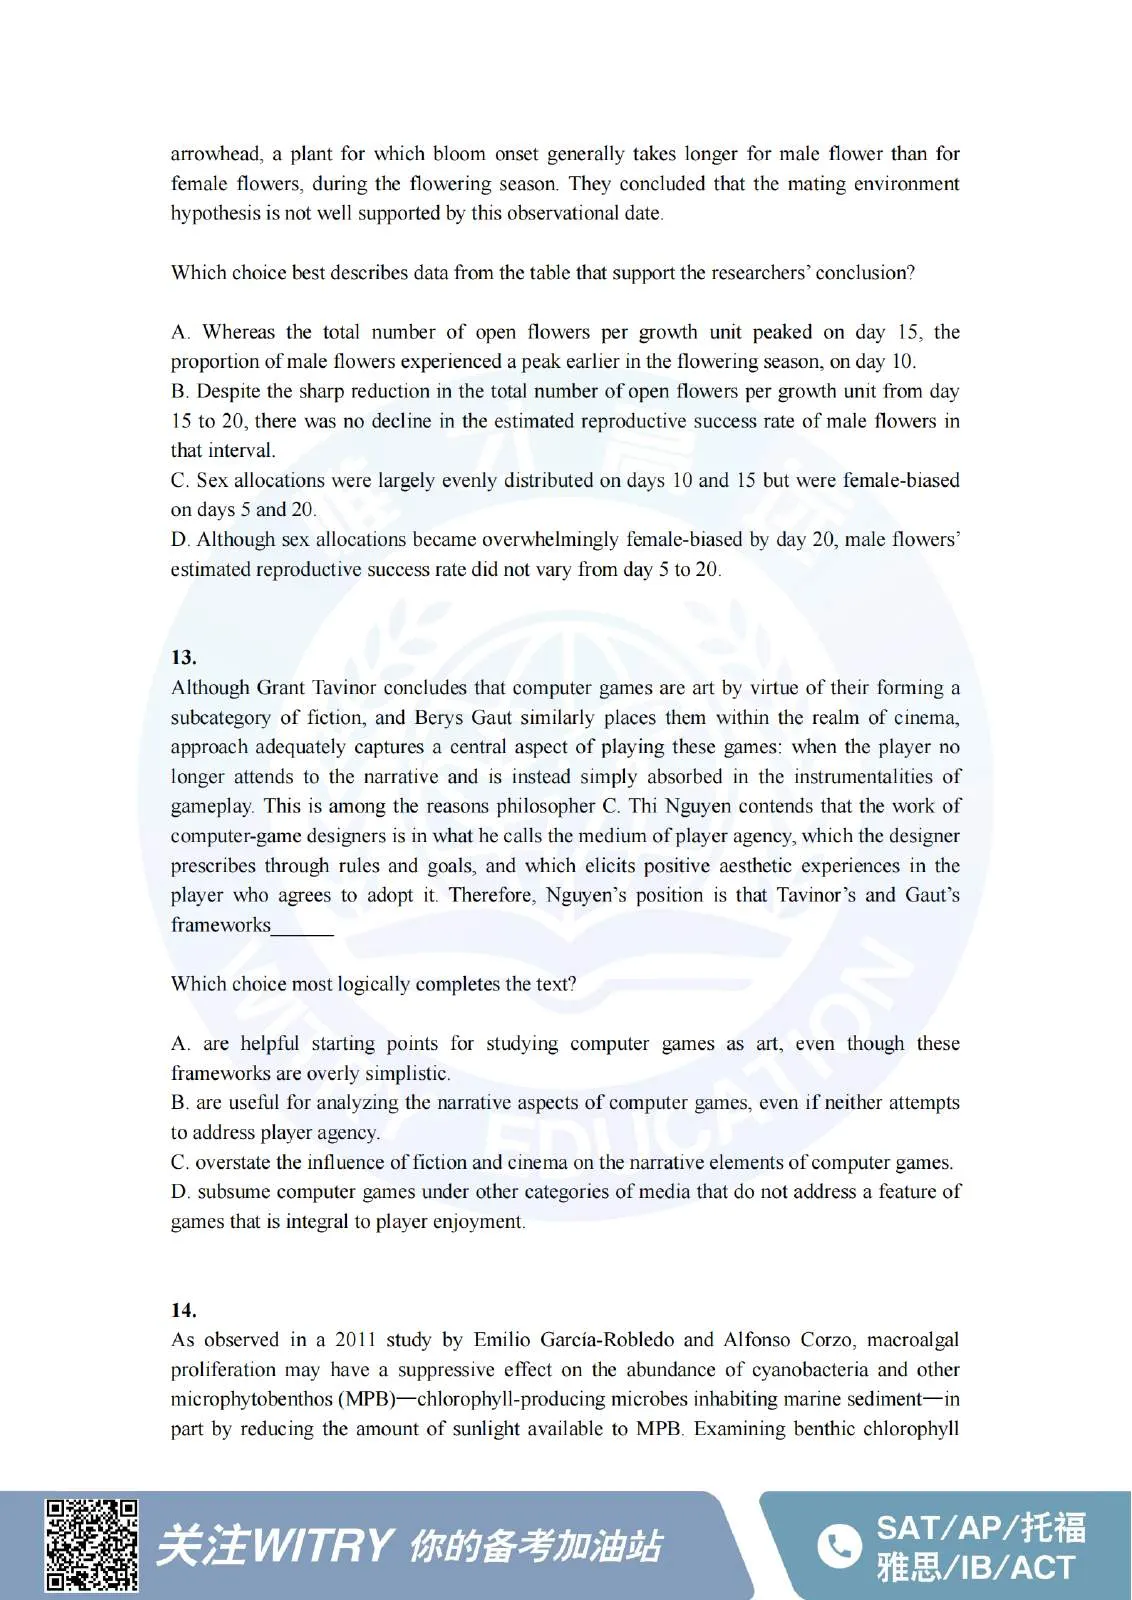 arrowhead, a plant for which bloom onset generally takes longer for male flower than for
female flowers, during the flowering season. They concluded that the mating environment
hypothesis is not well supported by this observational date.
Which choice best describes data from the table that support the researchers' conclusion?
A. Whereas the total number of open flowers per growth unit peaked on day 15, the
proportion of male flowers experienced a peak earlier in the flowering season, on day 10.
B. Despite the sharp reduction in the total number of open flowers per growth unit from day
15 to 20, there was no decline in the estimated reproductive success rate of male flowers in
that interval.
C. Sex allocations were largely evenly distributed on days 10 and 15 but were female-biased
on days 5 and 20.
D. Although sex allocations became overwhelmingly female-biased by day 20, male flowers'
estimated reproductive success rate did not vary from day 5 to 20.
13.
Although Grant Tavinor concludes that computer games are art by virtue of their forming a
subcategory of fiction, and Berys Gaut similarly places them within the realm of cinema,
approach adequately captures a central aspect of playing these games: when the player no
longer attends to the narrative and is instead simply absorbed in the instrumentalities of
gameplay. This is among the reasons philosopher C. Thi Nguyen contends that the work of
computer-game designers is in what he calls the medium of player agency, which the designer
prescribes through rules and goals, and which elicits positive aesthetic experiences in the
player who agrees to adopt it. Therefore, Nguyen's position is that Tavinor's and Gaut's
frameworks______
Which choice most logically completes the text?
A. are helpful starting points for studying computer games as art, even though these
frameworks are overly simplistic.
B. are useful for analyzing the narrative aspects of computer games, even if neither attempts
to address player agency.
C. overstate the influence of fiction and cinema on the narrative elements of computer games.
D. subsume computer games under other categories of media that do not address a feature of
games that is integral to player enjoyment.
14.
As observed in a 2011 study by Emilio García-Robledo and Alfonso Corzo, macroalgal
proliferation may have a suppressive effect on the abundance of cyanobacteria and other
microphytobenthos (MPB)—chlorophyll-producing microbes inhabiting marine sediment—in
part by reducing the amount of sunlight available to MPB. Examining benthic chlorophyll
唯才睿远
WITRY EDUCATION
关注WITRY 你的备考加油站
SAT/AP/托福
雅思/IB/ACT